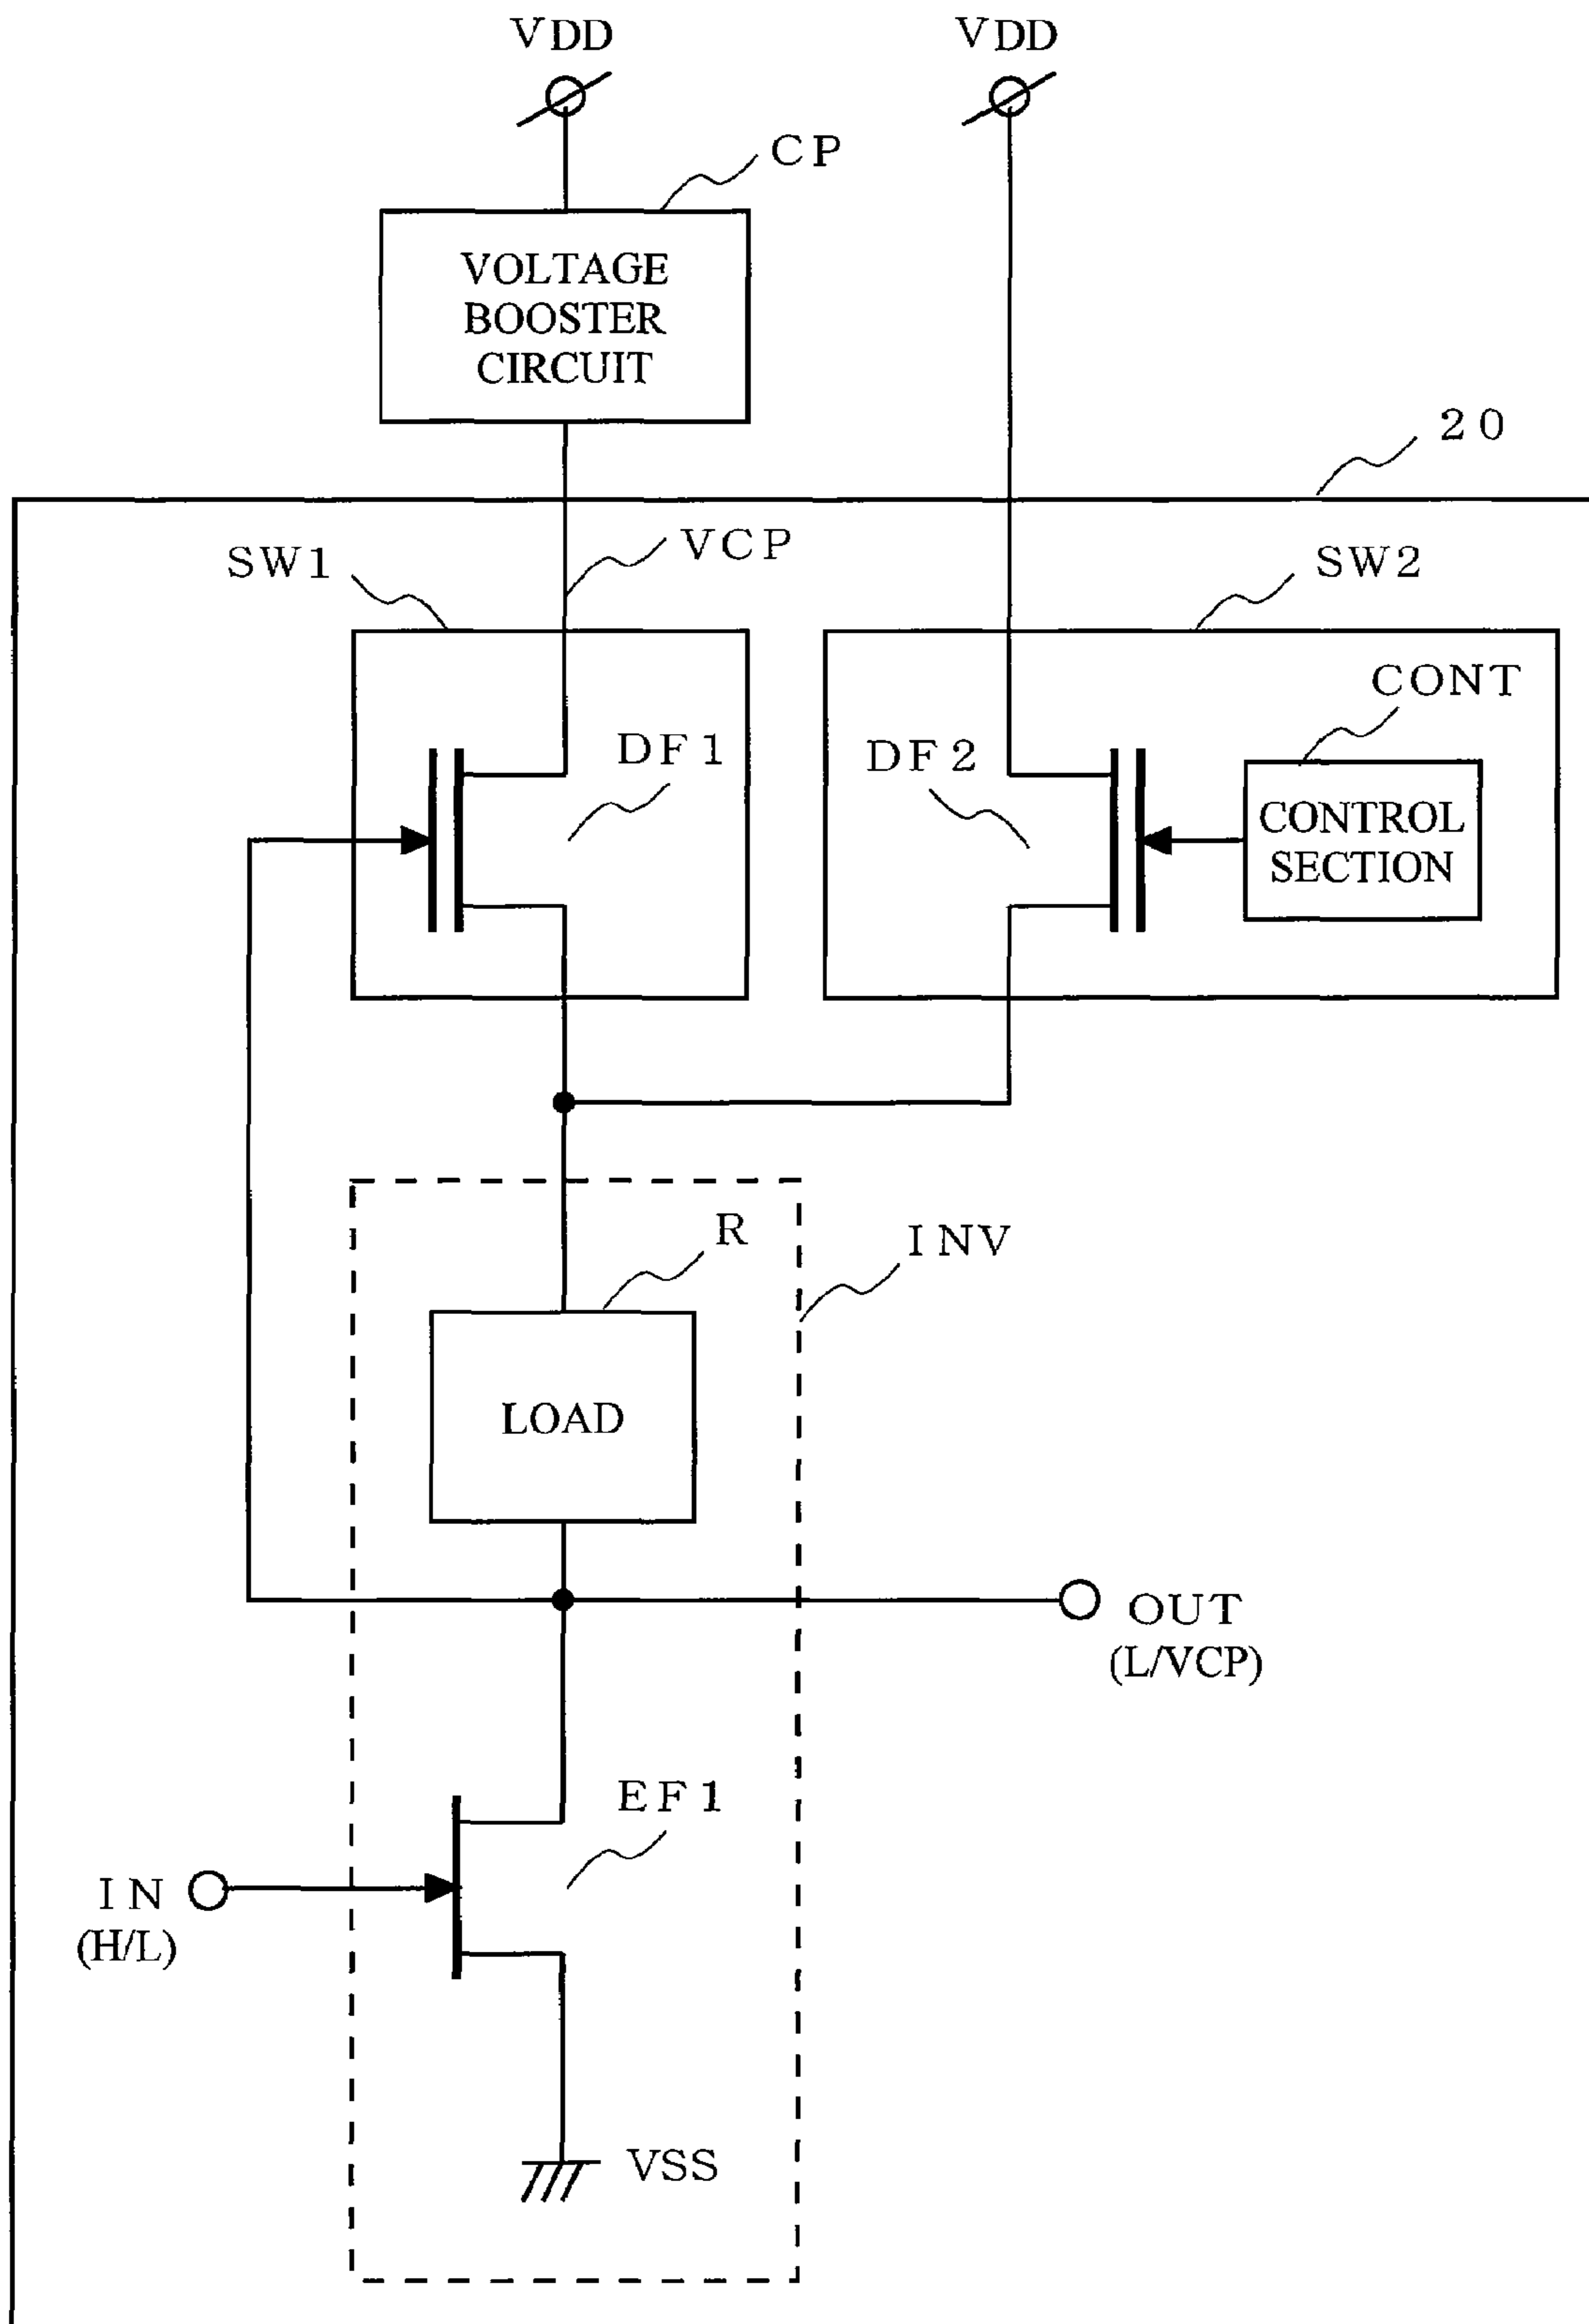 VDD
VDD
CP
VOLTAGE
BOOSTER
CIRCUIT
20
VCP
SW1
SW2
CONT
DF1
DF2
CONTROL
SECTION
R
INV
LOAD
OUT
(L/VCP)
EF1
IN
(H/L)
VSS